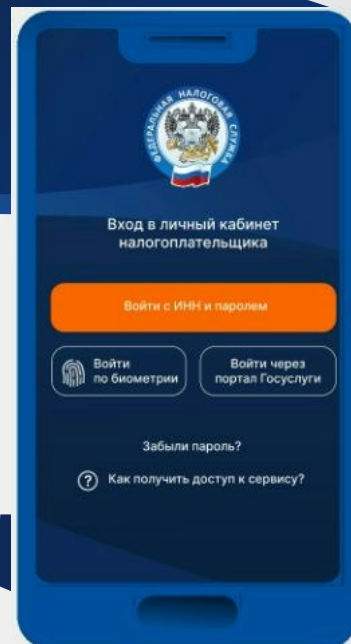 ФЕДЕРАЛЬНАЯ НАЛОГОВАЯ СЛУЖБА
Вход в личный кабинет
налогоплательщика
Войти с ИНН и паролем
Войти
по биометрии
Войти через
портал Госуслуги
Забыли пароль?
? Как получить доступ к сервису?